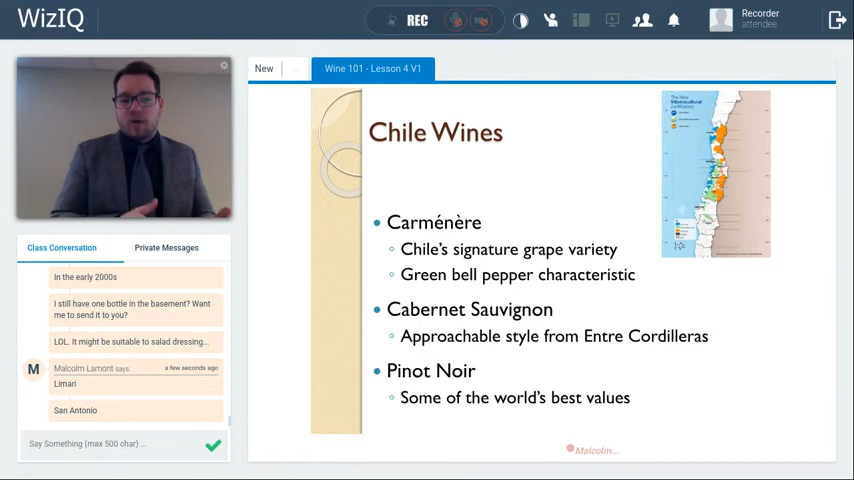 WizIQ
REC
Recorder
attendee
New
Wine 101 - Lesson 4 V1
Class Conversation
Private Messages
In the early 2000s
I still have one bottle in the basement? Want
me to send it to you?
LOL. It might be suitable to salad dressing...
M
Malcolm Lamont says:
a few seconds ago
Limari
San Antonio
Say Something (max 500 char) ...
Chile Wines
Carménère
Chile's signature grape variety
Green bell pepper characteristic
Cabernet Sauvignon
Approachable style from Entre Cordilleras
Pinot Noir
Some of the world's best values
Malcolm...